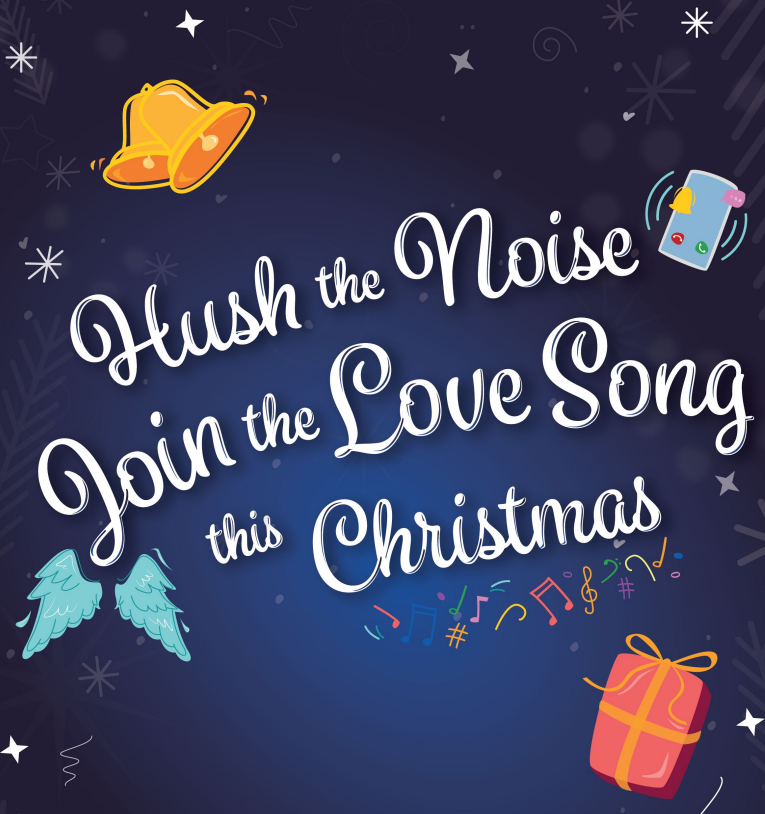 Hush the Noise
Join the Love Song
this Christmas